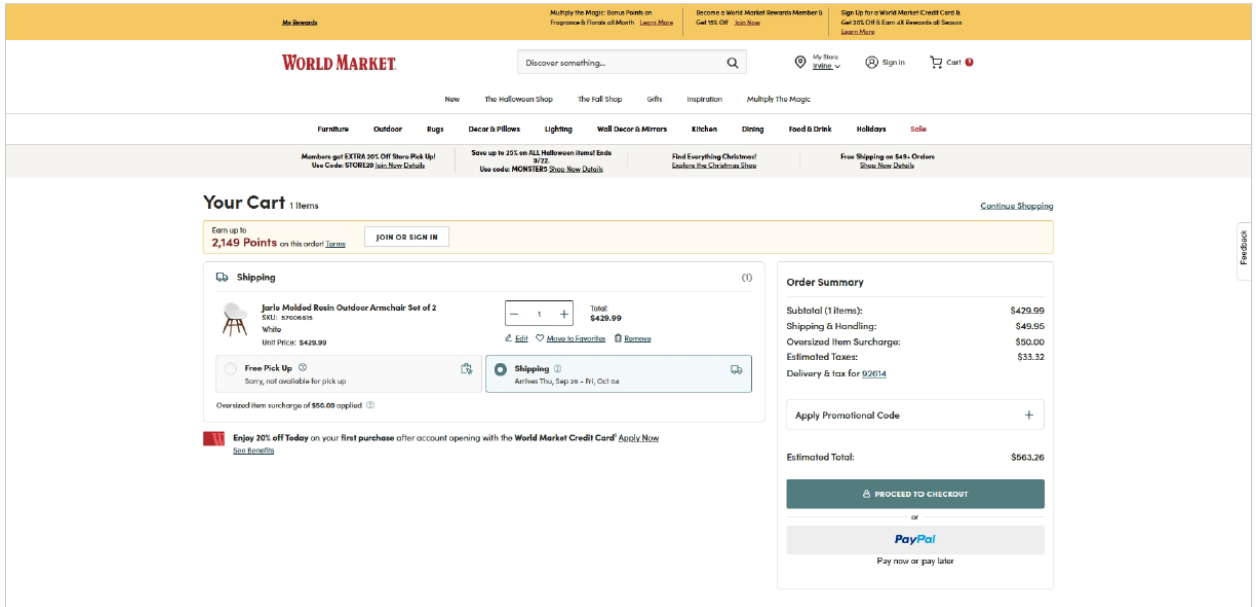 My Rewards
Multiply the Magic: Bonus Points on
Fragrance & Florals all Month Learn More
Become a World Market Rewards Member &
Get 15% Off Join Now
Sign Up for a World Market Credit Card &
Get 20% Off & Earn 4X Rewards all Season
Learn More
WORLD MARKET.
Discover something...
My Store
Irvine
Sign In
Cart 1
New The Halloween Shop The Fall Shop Gifts Inspiration Multiply The Magic
Furniture Outdoor Rugs Decor & Pillows Lighting Wall Decor & Mirrors Kitchen Dining Food & Drink Holidays Sale
Members get EXTRA 20% Off Store Pick Up!
Use Code: STORE20 Join Now Details
Save up to 25% on ALL Halloween items! Ends
9/22.
Use code: MONSTERS Shop Now Details
Find Everything Christmas!
Explore the Christmas Shop
Free Shipping on $49+ Orders
Shop Now Details
Your Cart 1 Items
Continue Shopping
Earn up to
2,149 Points on this order! Terms
JOIN OR SIGN IN
Feedback
Shipping (1)
Jarlo Molded Resin Outdoor Armchair Set of 2
SKU:
White
Unit Price: $429.99
− 1 +
Total:
$429.99
Edit Move to Favorites Remove
Free Pick Up
Sorry, not available for pick up
Shipping
Arrives Thu, Sep - Fri, Oct 04
Oversized item surcharge of $50.00 applied
Enjoy 20% off Today on your first purchase after account opening with the World Market Credit Card Apply Now
See Benefits
Order Summary
Subtotal (1 items): $429.99
Shipping & Handling: $49.95
Oversized Item Surcharge: $50.00
Estimated Taxes: $33.32
Delivery & tax for 92614
Apply Promotional Code +
Estimated Total: $563.26
PROCEED TO CHECKOUT
or
PayPal
Pay now or pay later